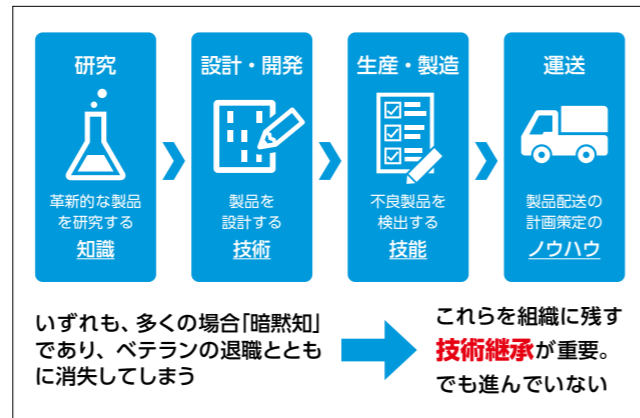 研究
革新的な製品
を研究する
知識
設計・開発
製品を
設計する
技術
生産・製造
不良製品を
検出する
技能
運送
製品配送の
計画策定の
ノウハウ
いずれも、多くの場合「暗黙知」
であり、ベテランの退職ととも
に消失してしまう
これらを組織に残す
技術継承が重要。
でも進んでいない